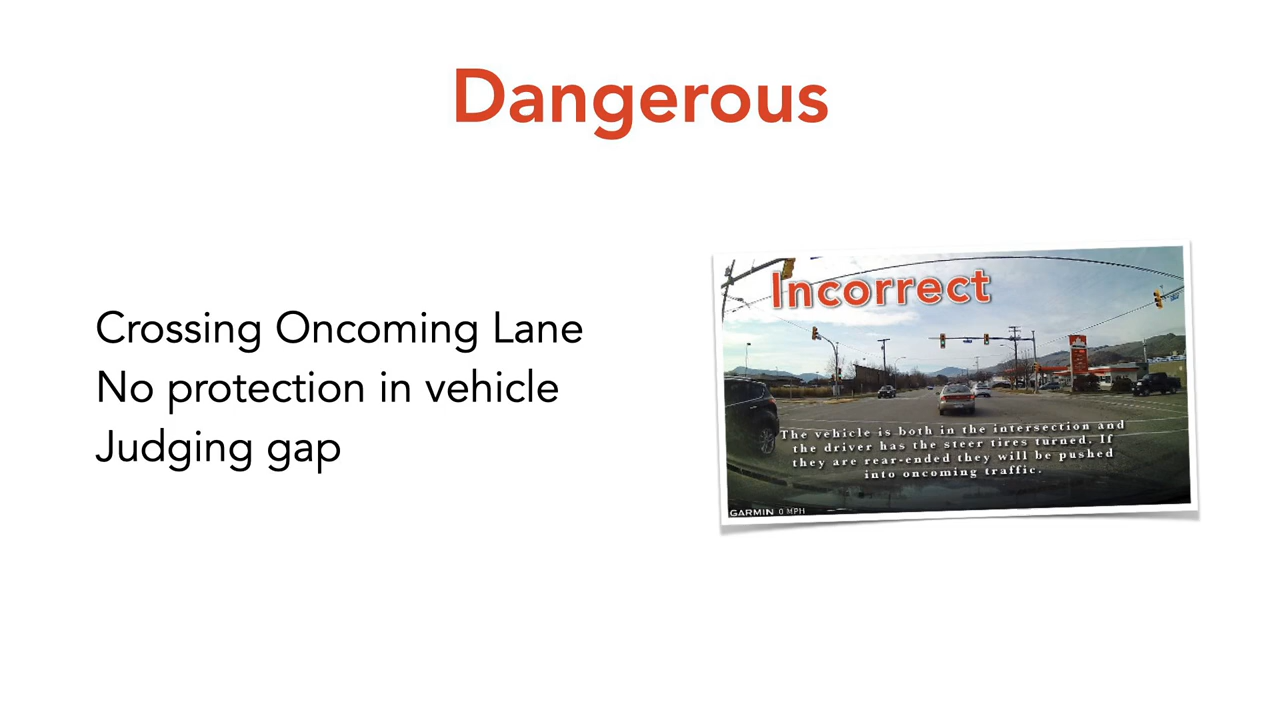 Dangerous
Crossing Oncoming Lane
No protection in vehicle
Judging gap
Incorrect
The vehicle is both in the intersection and
the driver has the steer tires turned. If
they are rear-ended they will be pushed
into oncoming traffic.
GARMIN 0 MPH